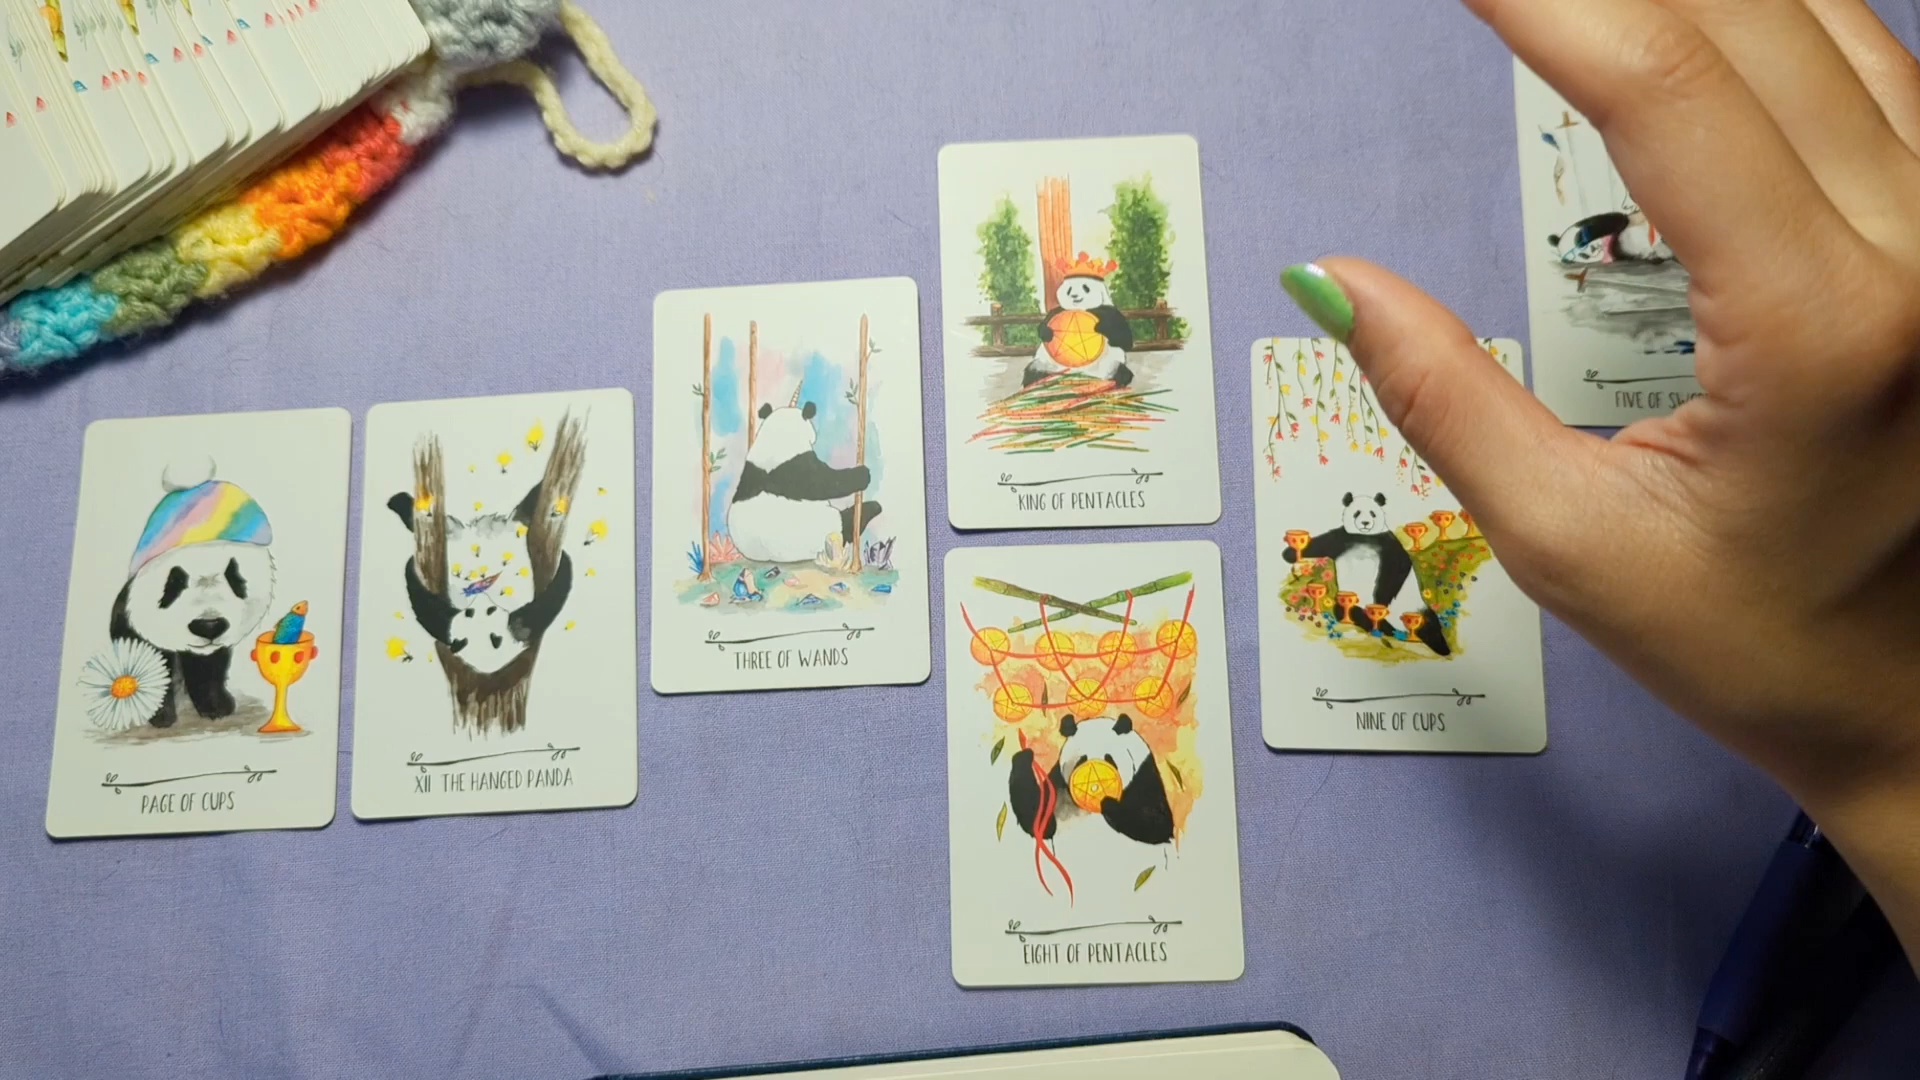 PAGE OF CUPS
XII THE HANGED PANDA
THREE OF WANDS
KING OF PENTACLES
EIGHT OF PENTACLES
NINE OF CUPS
FIVE OF